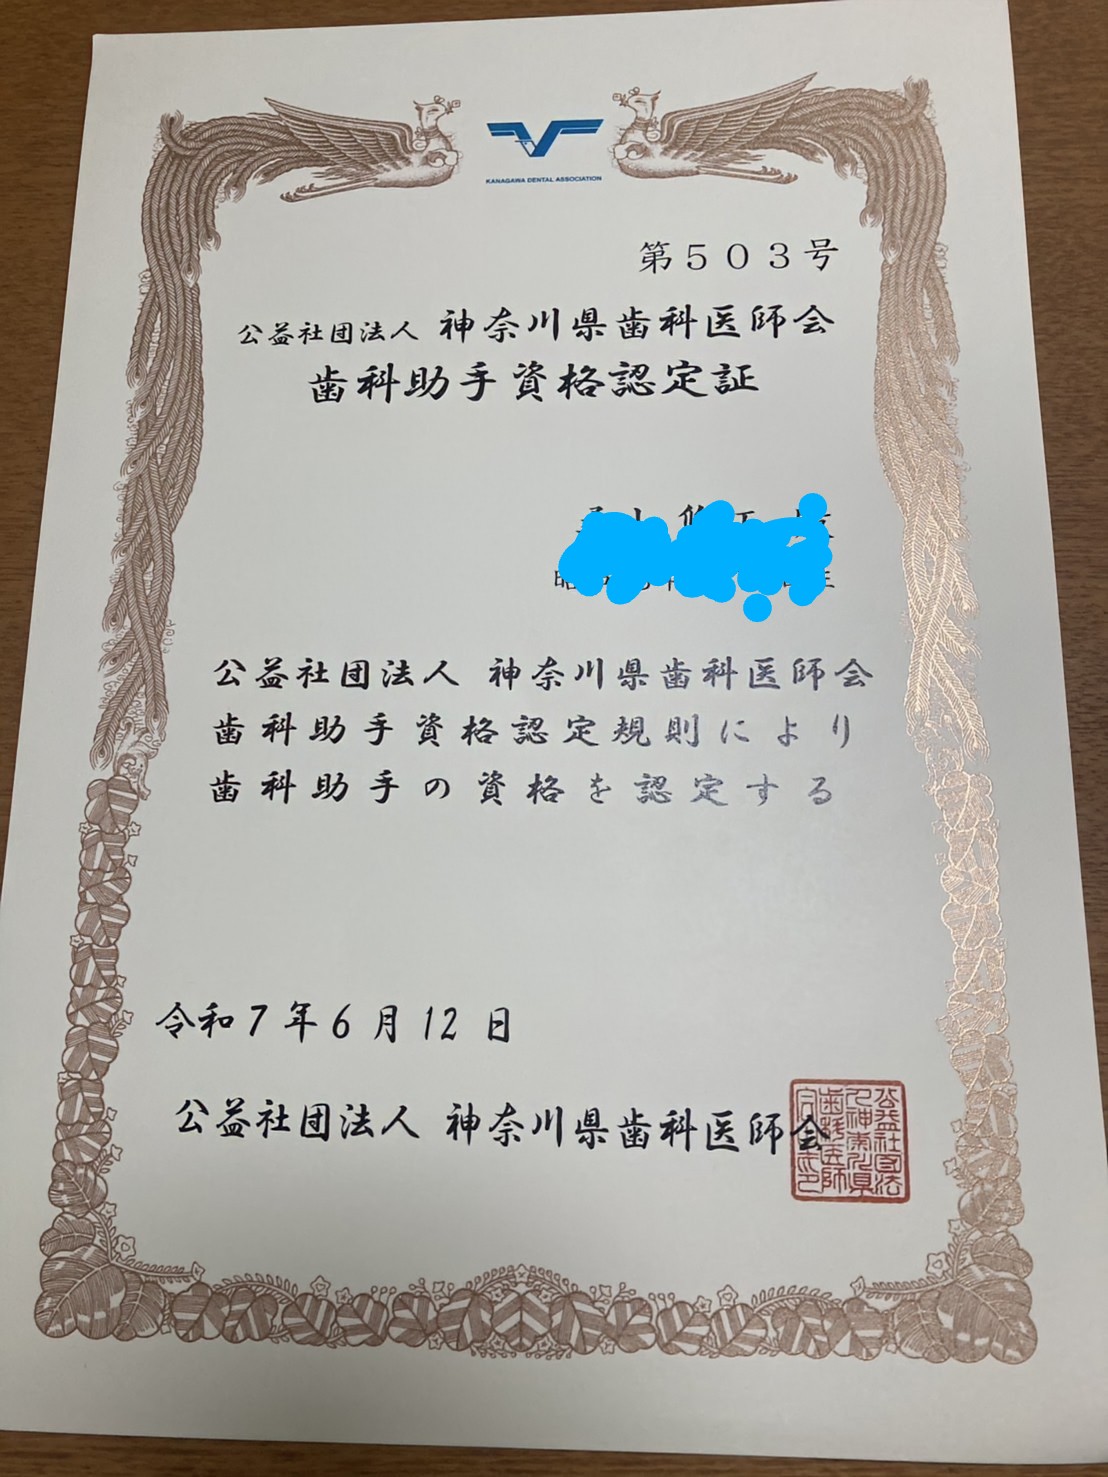 KANAGAWA DENTAL ASSOCIATION
第503号
公益社団法人 神奈川県歯科医師会
歯科助手資格認定証
公益社団法人 神奈川県歯科医師会
歯科助手資格認定規則により
歯科助手の資格を認定する
令和7年6月12日
公益社団法人 神奈川県歯科医師会